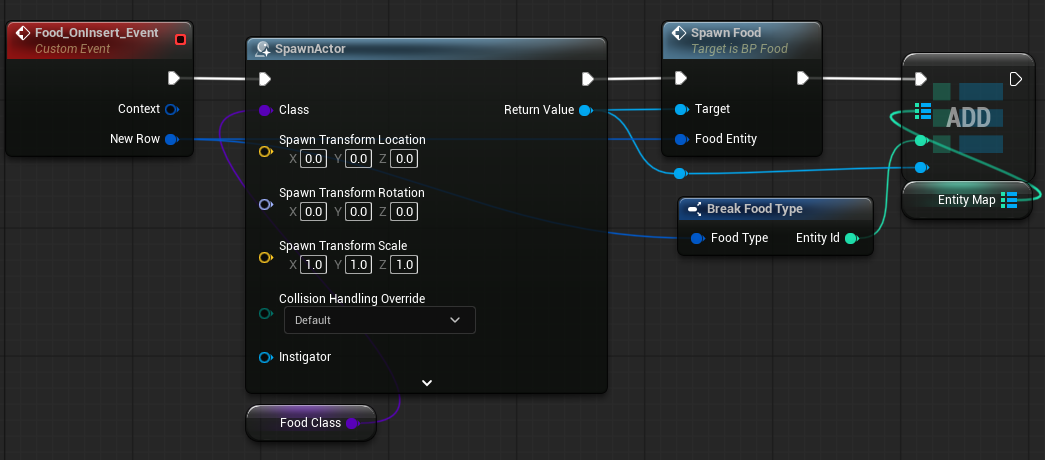 Food_OnInsert_Event
Custom Event
Context
New Row
SpawnActor
Class
Return Value
Spawn Transform Location
X 0.0 Y 0.0 Z 0.0
Spawn Transform Rotation
X 0.0 Y 0.0 Z 0.0
Spawn Transform Scale
X 1.0 Y 1.0 Z 1.0
Collision Handling Override
Default
Instigator
Food Class
Spawn Food
Target is BP Food
Target
Food Entity
Break Food Type
Food Type Entity Id
ADD
Entity Map